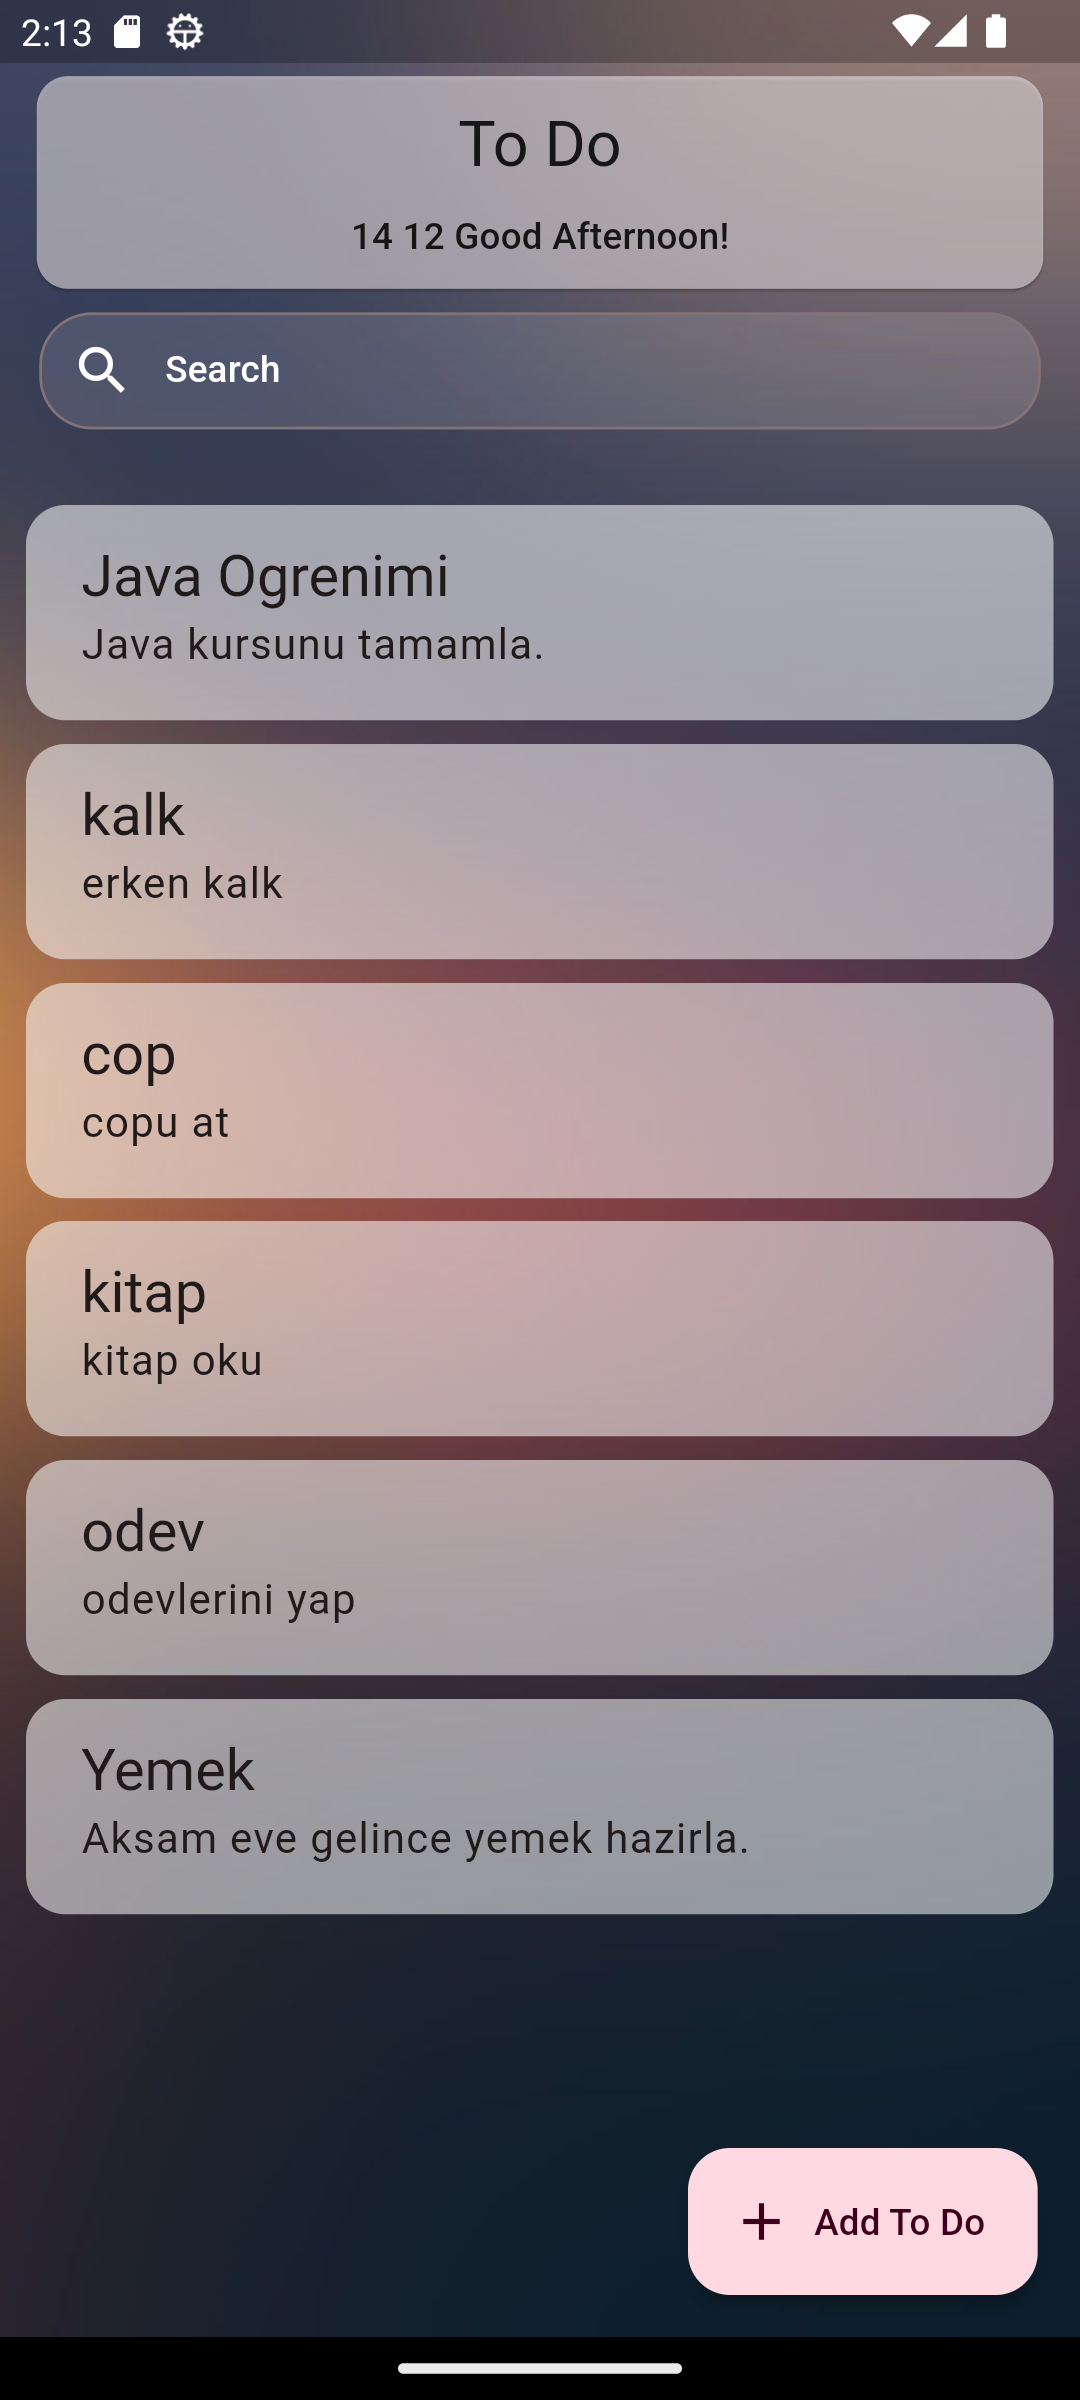 2:13
To Do
14 12 Good Afternoon!
Search
Java Ogrenimi
Java kursunu tamamla.
kalk
erken kalk
cop
copu at
kitap
kitap oku
odev
odevlerini yap
Yemek
Aksam eve gelince yemek hazirla.
Add To Do